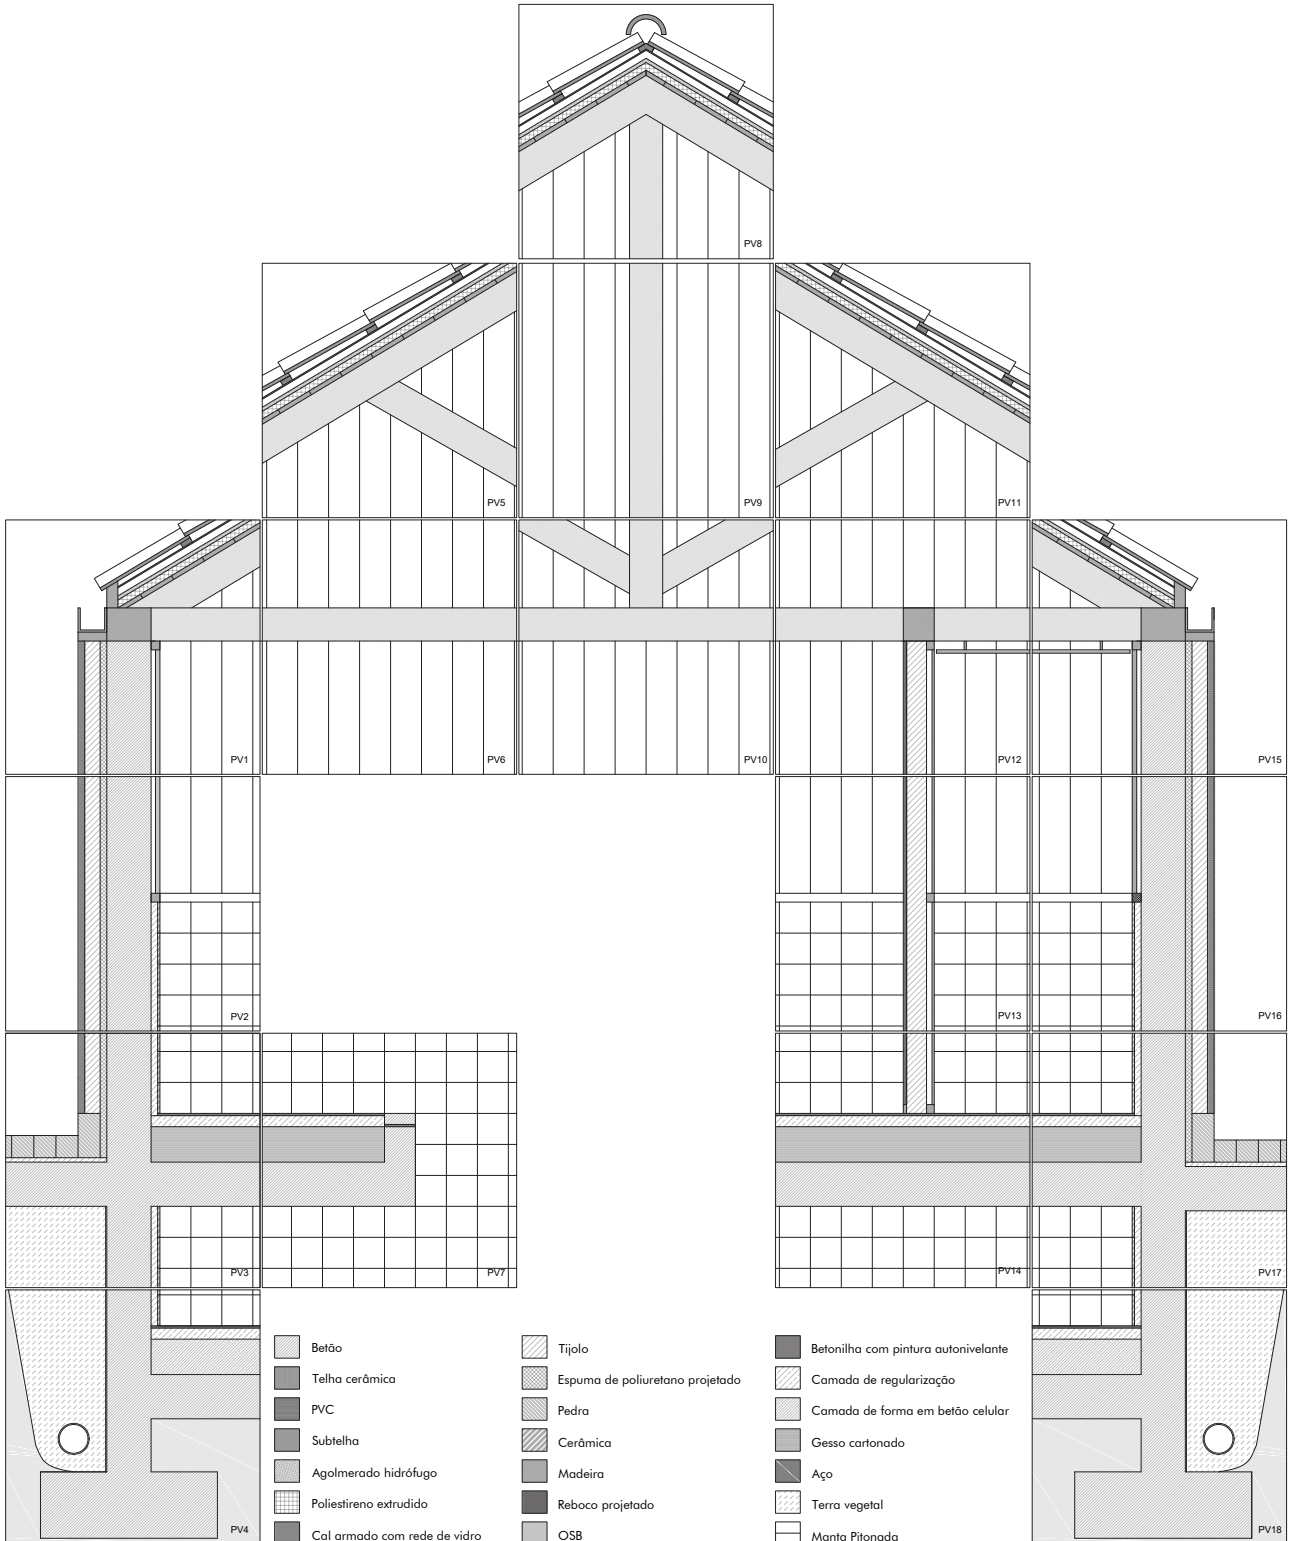 PV8
PV5
PV9
PV11
PV1
PV6
PV10
PV12
PV15
PV2
PV13
PV16
PV3
PV7
PV14
PV17
PV4
PV18
Betão
Telha cerâmica
PVC
Subtelha
Agolmerado hidrófugo
Poliestireno extrudido
Cal armado com rede de vidro
Tijolo
Espuma de poliuretano projetado
Pedra
Cerâmica
Madeira
Reboco projetado
OSB
Betonilha com pintura autonivelante
Camada de regularização
Camada de forma em betão celular
Gesso cartonado
Aço
Terra vegetal
Manta Pitonada